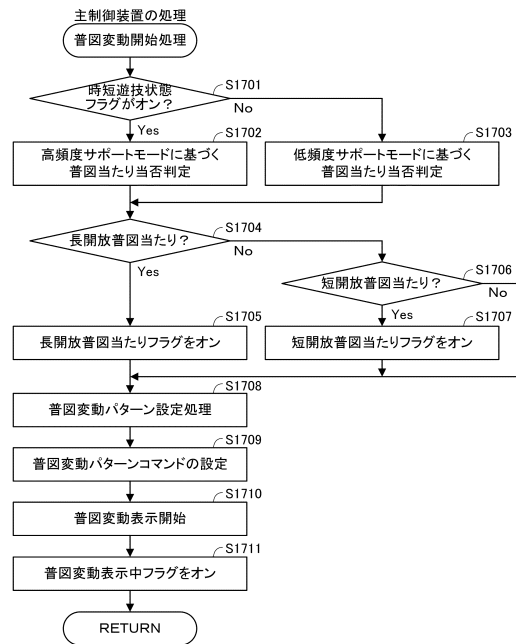 主制御装置の処理
普図変動開始処理
S1701
時短遊技状態
フラグがオン？
No
Yes
S1702
高頻度サポートモードに基づく
普図当たり当否判定
S1703
低頻度サポートモードに基づく
普図当たり当否判定
S1704
長開放普図当たり？
No
Yes
S1706
短開放普図当たり？
No
Yes
S1705
長開放普図当たりフラグをオン
S1707
短開放普図当たりフラグをオン
S1708
普図変動パターン設定処理
S1709
普図変動パターンコマンドの設定
S1710
普図変動表示開始
S1711
普図変動表示中フラグをオン
RETURN